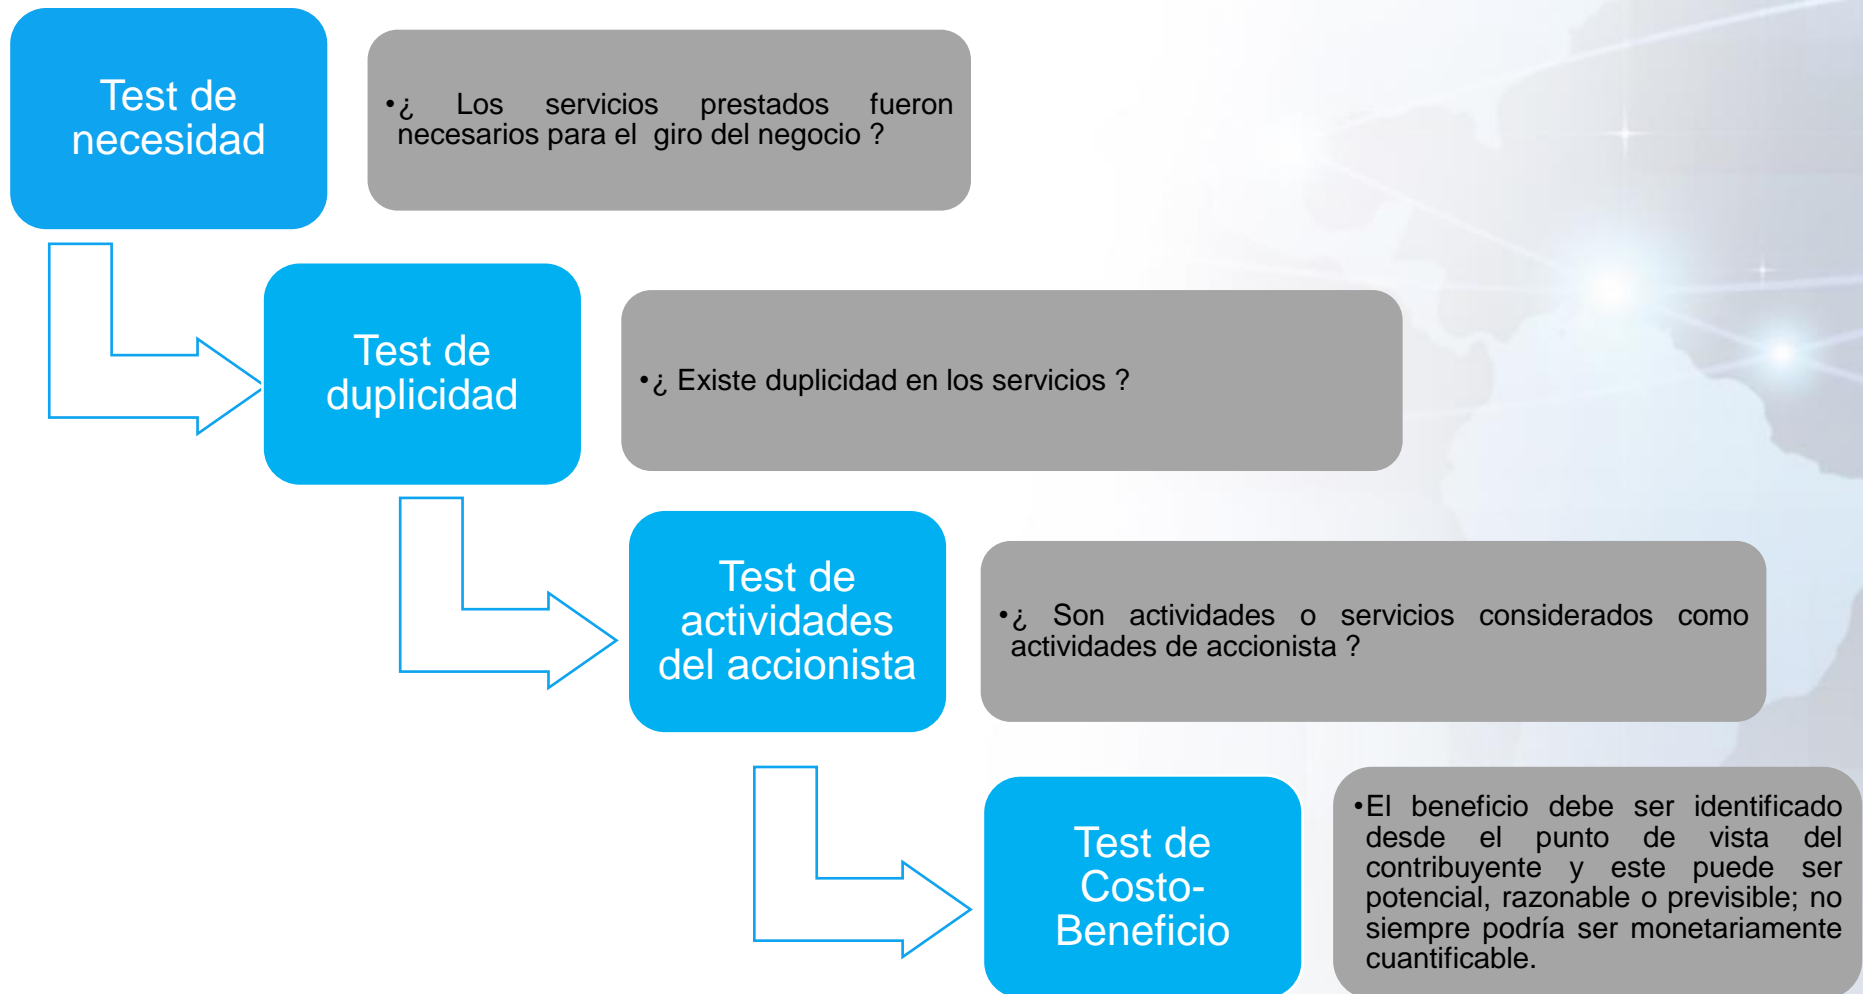 Test de
necesidad
•¿ Los servicios prestados fueron
necesarios para el giro del negocio ?
Test de
duplicidad
•¿ Existe duplicidad en los servicios ?
Test de
actividades
del accionista
•¿ Son actividades o servicios considerados como
actividades de accionista ?
Test de
Costo-
Beneficio
•El beneficio debe ser identificado
desde el punto de vista del
contribuyente y este puede ser
potencial, razonable o previsible; no
siempre podría ser monetariamente
cuantificable.